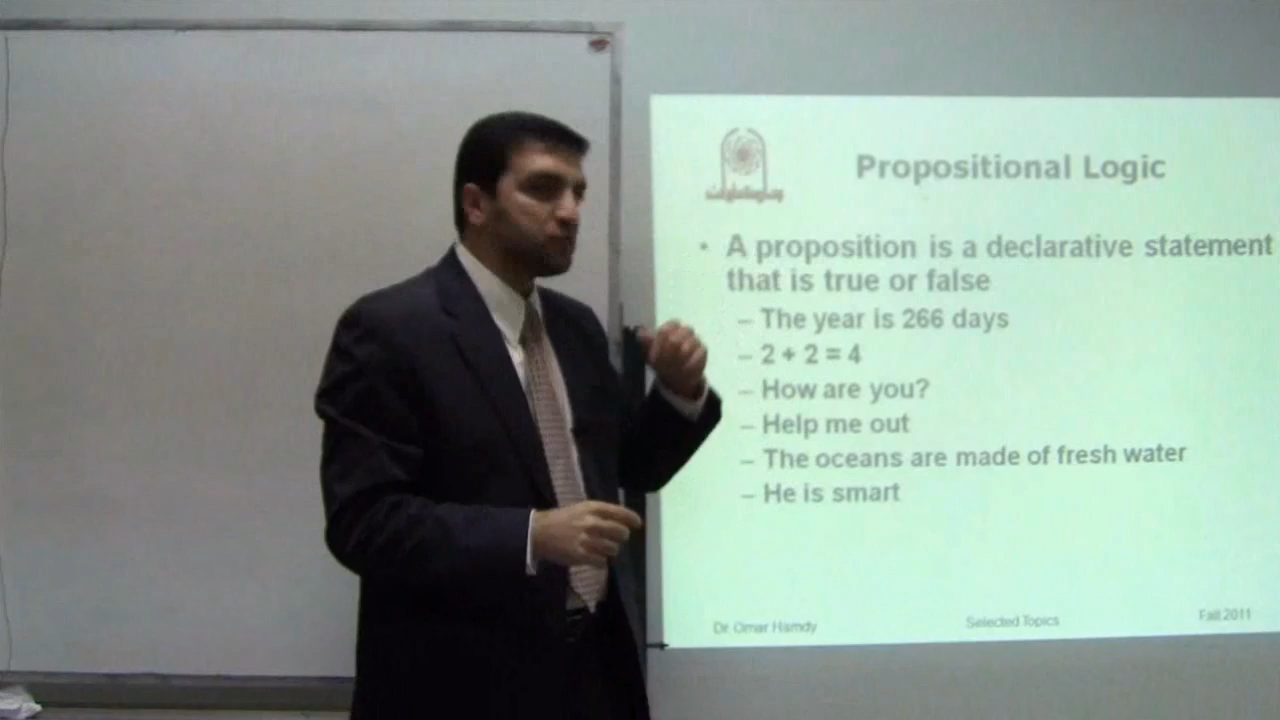 Propositional Logic
• A proposition is a declarative statement
that is true or false
– The year is 266 days
– 2 + 2 = 4
– How are you?
– Help me out
– The oceans are made of fresh water
– He is smart
Dr. Omar Hamdy Selected Topics Fall 2011